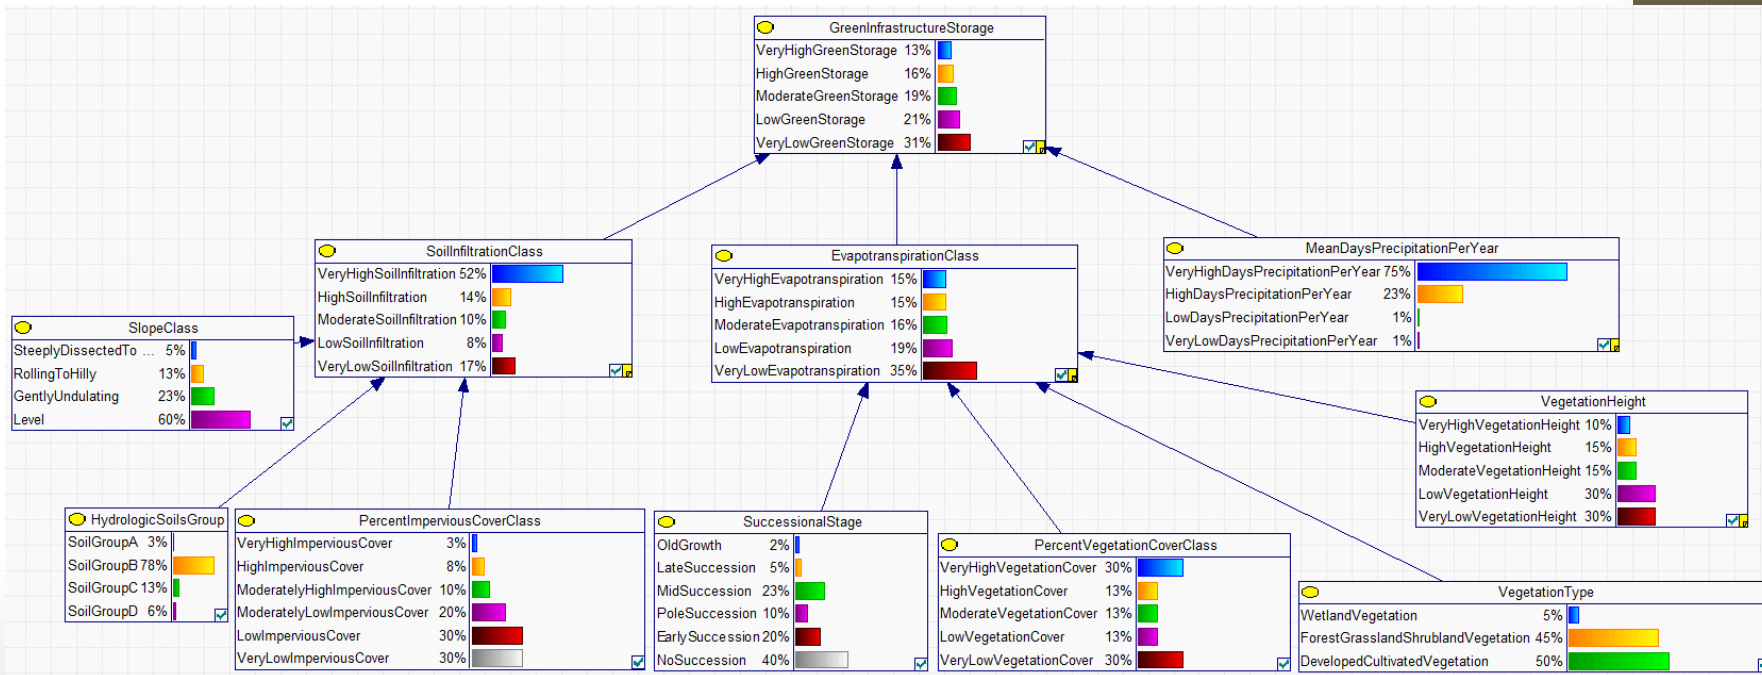 GreenInfrastructureStorage
VeryHighGreenStorage 13%
HighGreenStorage 16%
ModerateGreenStorage 19%
LowGreenStorage 21%
VeryLowGreenStorage 31%
SoilInfiltrationClass
VeryHighSoilInfiltration 52%
HighSoilInfiltration 14%
ModerateSoilInfiltration 10%
LowSoilInfiltration 8%
VeryLowSoilInfiltration 17%
EvapotranspirationClass
VeryHighEvapotranspiration 15%
HighEvapotranspiration 15%
ModerateEvapotranspiration 16%
LowEvapotranspiration 19%
VeryLowEvapotranspiration 35%
MeanDaysPrecipitationPerYear
VeryHighDaysPrecipitationPerYear 75%
HighDaysPrecipitationPerYear 23%
LowDaysPrecipitationPerYear 1%
VeryLowDaysPrecipitationPerYear 1%
SlopeClass
SteeplyDissectedTo ... 5%
RollingToHilly 13%
GentlyUndulating 23%
Level 60%
VegetationHeight
VeryHighVegetationHeight 10%
HighVegetationHeight 15%
ModerateVegetationHeight 15%
LowVegetationHeight 30%
VeryLowVegetationHeight 30%
HydrologicSoilsGroup
SoilGroupA 3%
SoilGroupB 78%
SoilGroupC 13%
SoilGroupD 6%
PercentImperviousCoverClass
VeryHighImperviousCover 3%
HighImperviousCover 8%
ModeratelyHighImperviousCover 10%
ModeratelyLowImperviousCover 20%
LowImperviousCover 30%
VeryLowImperviousCover 30%
SuccessionalStage
OldGrowth 2%
LateSuccession 5%
MidSuccession 23%
PoleSuccession 10%
EarlySuccession 20%
NoSuccession 40%
PercentVegetationCoverClass
VeryHighVegetationCover 30%
HighVegetationCover 13%
ModerateVegetationCover 13%
LowVegetationCover 13%
VeryLowVegetationCover 30%
VegetationType
WetlandVegetation 5%
ForestGrasslandShrublandVegetation 45%
DevelopedCultivatedVegetation 50%